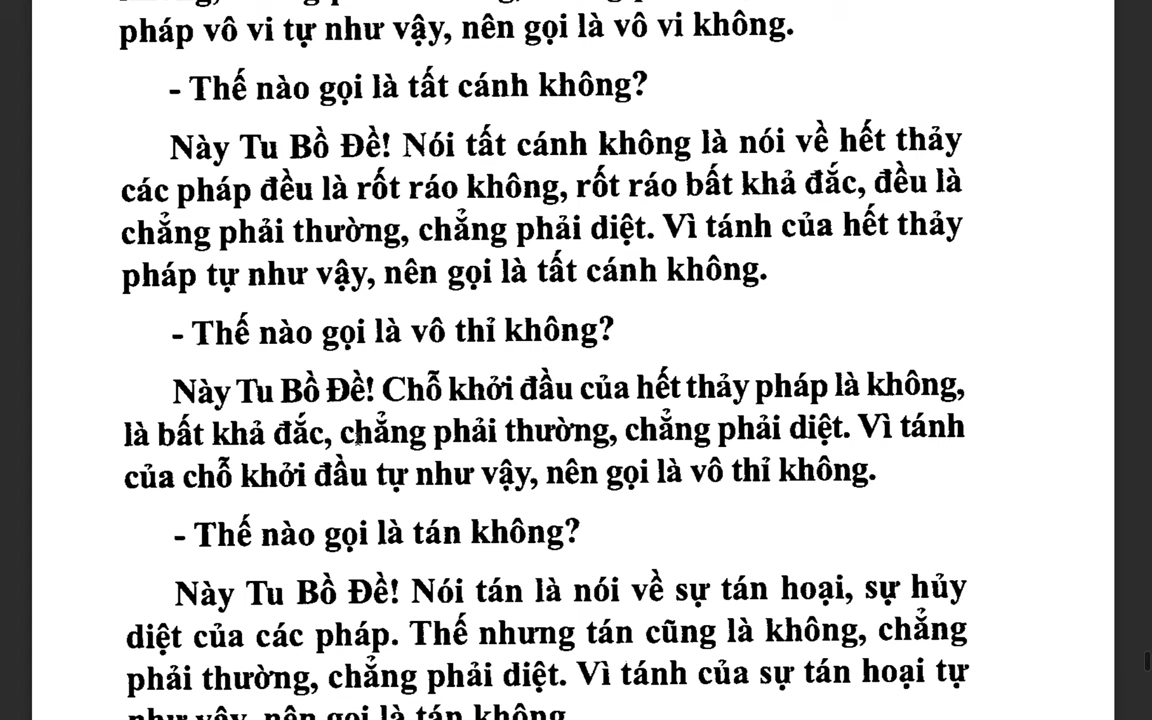 pháp vô vi tự như vậy, nên gọi là vô vi không.
- Thế nào gọi là tất cánh không?
Này Tu Bồ Đề! Nói tất cánh không là nói về hết thảy
các pháp đều là rốt ráo không, rốt ráo bất khả đắc, đều là
chẳng phải thường, chẳng phải diệt. Vì tánh của hết thảy
pháp tự như vậy, nên gọi là tất cánh không.
- Thế nào gọi là vô thỉ không?
Này Tu Bồ Đề! Chỗ khởi đầu của hết thảy pháp là không,
là bất khả đắc, chẳng phải thường, chẳng phải diệt. Vì tánh
của chỗ khởi đầu tự như vậy, nên gọi là vô thỉ không.
- Thế nào gọi là tán không?
Này Tu Bồ Đề! Nói tán là nói về sự tán hoại, sự hủy
diệt của các pháp. Thế nhưng tán cũng là không, chẳng
phải thường, chẳng phải diệt. Vì tánh của sự tán hoại tự
như vậy, nên gọi là tán không.